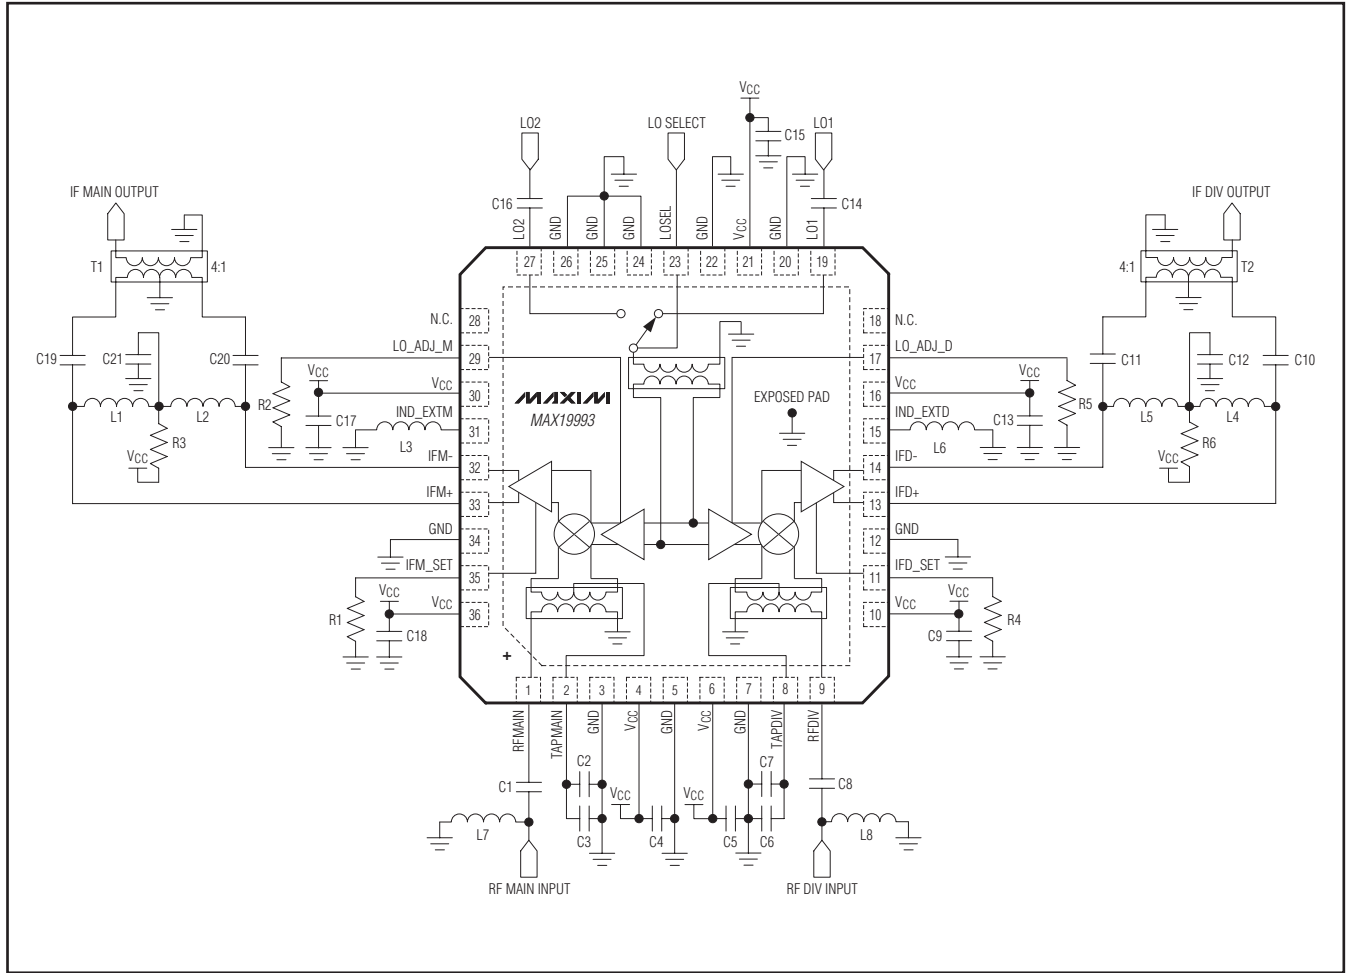 VCC
LO2
LO SELECT
C15
LO1
IF MAIN OUTPUT
IF DIV OUTPUT
C16
C14
LO2
GND
GND
GND
LOSEL
GND
VCC
GND
LO1
T1
4:1
27
26
25
24
23
22
21
20
19
4:1
T2
N.C.
28
18
N.C.
C19
C21
C20
LO_ADJ_M
29
17
LO_ADJ_D
C11
C12
C10
VCC
VCC
30
16
VCC
VCC
L1
L2
R2
C17
IND_EXTM
31
MAXIM
MAX19993
EXPOSED PAD
15
IND_EXTD
C13
R5
L5
L4
L3
L6
R3
VCC
R6
VCC
IFM-
32
14
IFD-
IFM+
33
13
IFD+
GND
34
12
GND
IFM_SET
35
11
IFD_SET
VCC
VCC
36
10
VCC
VCC
R1
C18
C9
R4
+
1
2
3
4
5
6
7
8
9
RFMAIN
TAPMAIN
GND
VCC
GND
VCC
GND
TAPDIV
RFDIV
C1
C2
C7
C8
VCC
VCC
L7
C3
C4
C5
C6
L8
RF MAIN INPUT
RF DIV INPUT